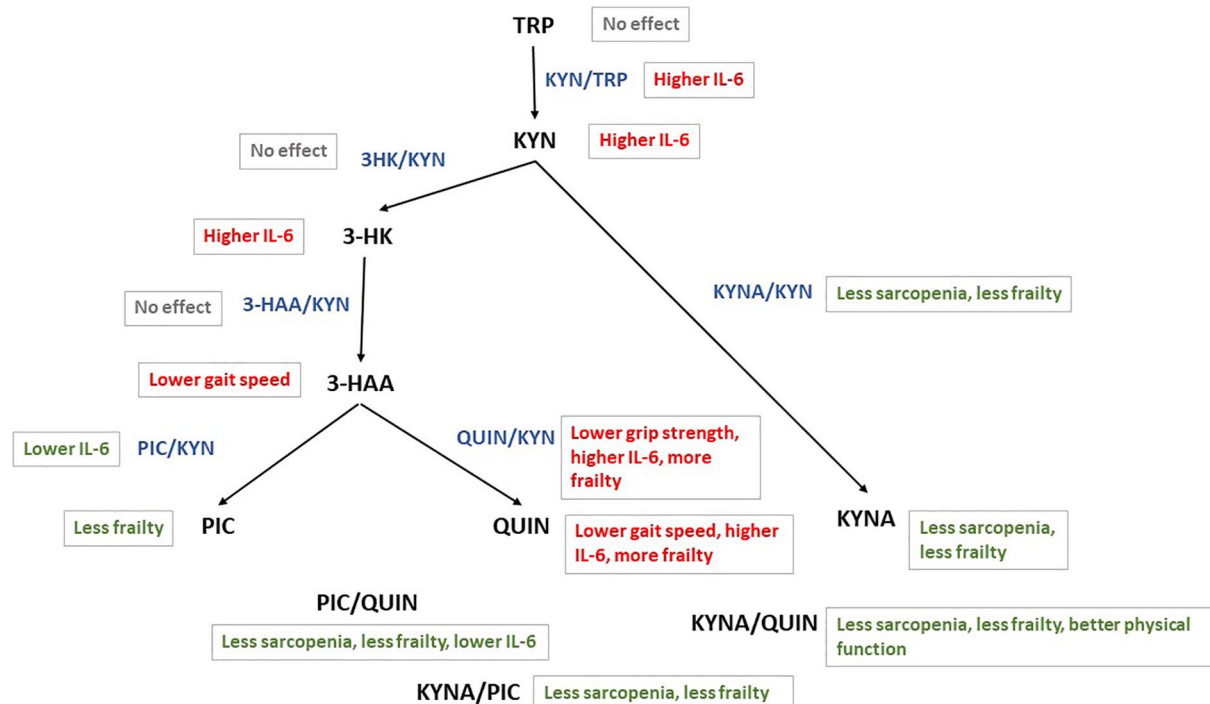 TRP
No effect
KYN/TRP
Higher IL-6
KYN
Higher IL-6
No effect
3HK/KYN
Higher IL-6
3-HK
KYNA/KYN
Less sarcopenia, less frailty
No effect
3-HAA/KYN
Lower gait speed
3-HAA
Lower IL-6
PIC/KYN
QUIN/KYN
Lower grip strength,
higher IL-6, more
frailty
Less frailty
PIC
QUIN
Lower gait speed, higher
IL-6, more frailty
KYNA
Less sarcopenia,
less frailty
PIC/QUIN
Less sarcopenia, less frailty, lower IL-6
KYNA/QUIN
Less sarcopenia, less frailty, better physical
function
KYNA/PIC
Less sarcopenia, less frailty